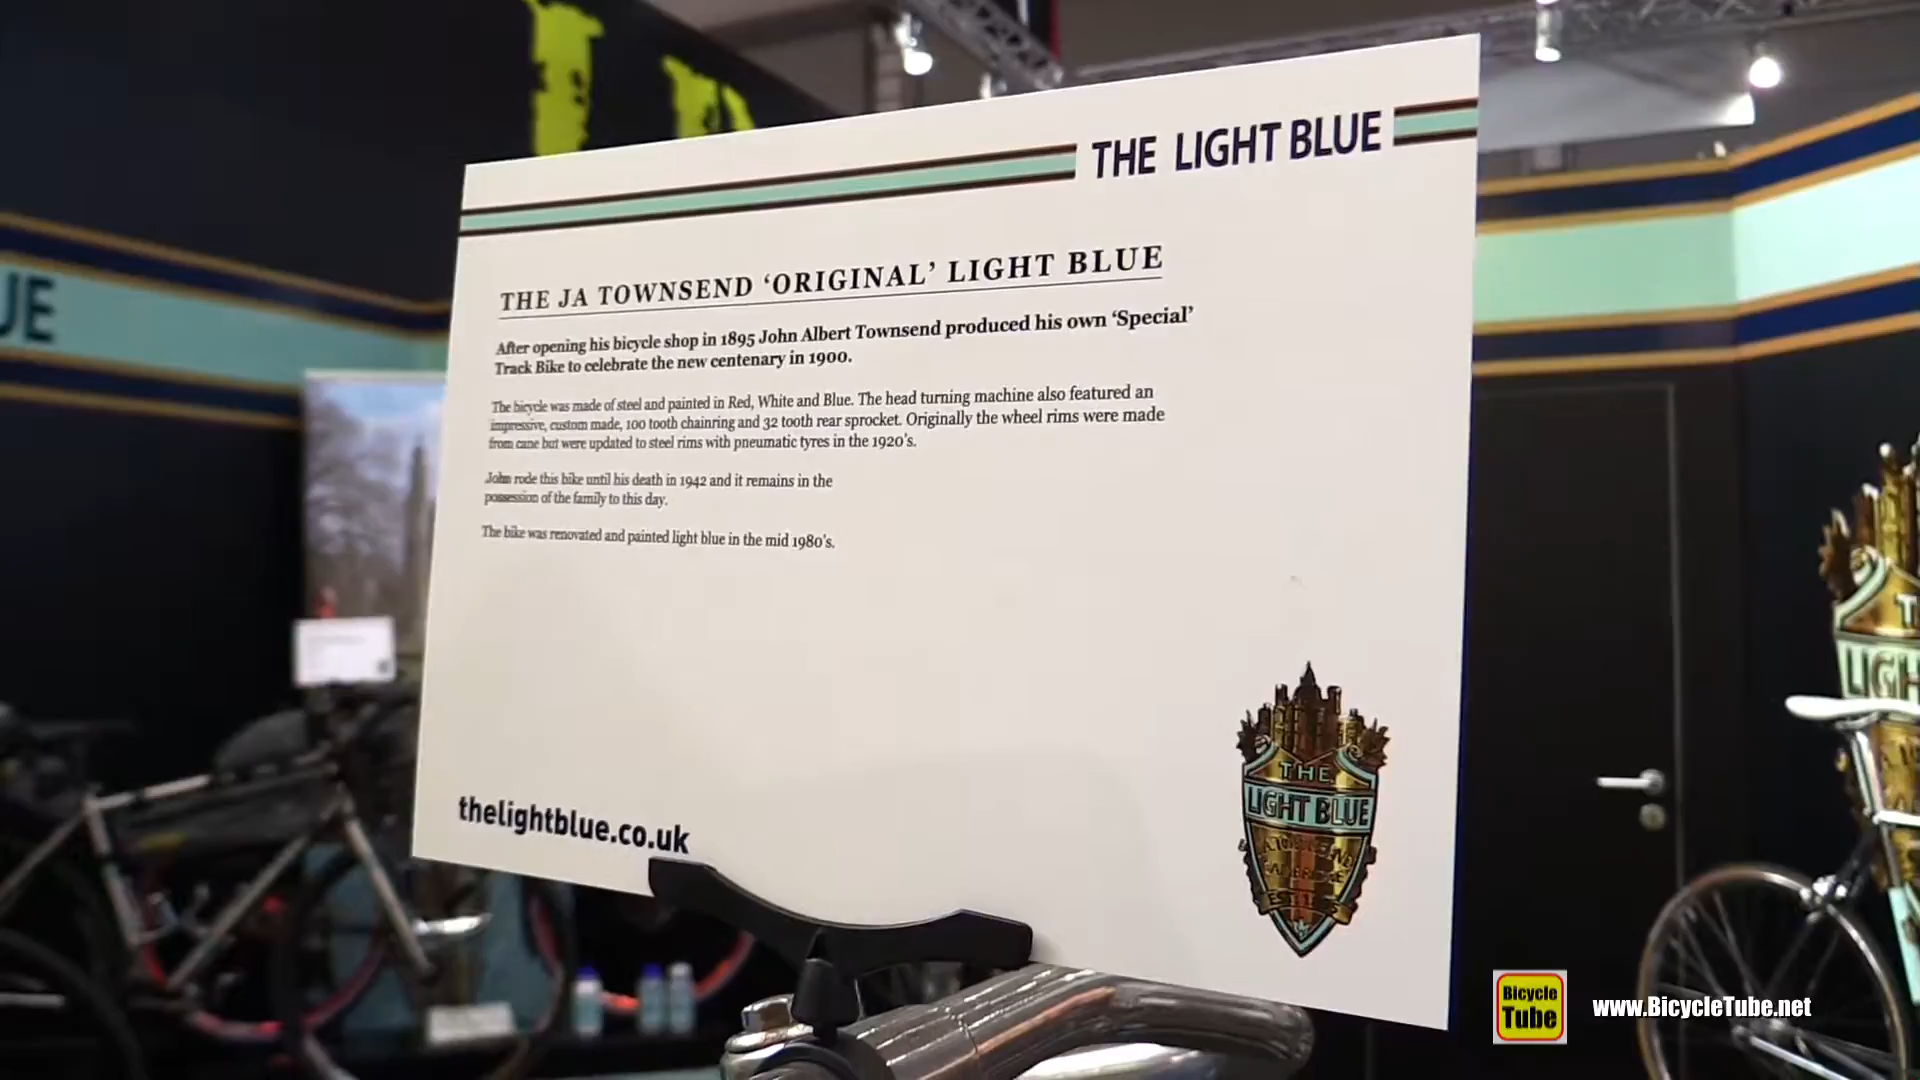 THE LIGHT BLUE
THE JA TOWNSEND ‘ORIGINAL’ LIGHT BLUE
After opening his bicycle shop in 1895 John Albert Townsend produced his own ‘Special’
Track Bike to celebrate the new centenary in 1900.
The bicycle was made of steel and painted in Red, White and Blue. The head turning machine also featured an
impressive, custom made, 100 tooth chainring and 32 tooth rear sprocket. Originally the wheel rims were made
from cane but were updated to steel rims with pneumatic tyres in the 1920’s.
John rode this bike until his death in 1942 and it remains in the
possession of the family to this day.
The bike was renovated and painted light blue in the mid 1980’s.
thelightblue.co.uk
THE
LIGHT BLUE
UE
LIGH
Bicycle
Tube
www.BicycleTube.net